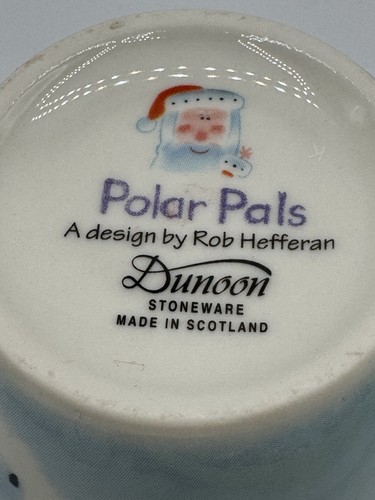 Polar Pals
A design by Rob Hefferan
Dunoon
STONEWARE
MADE IN SCOTLAND